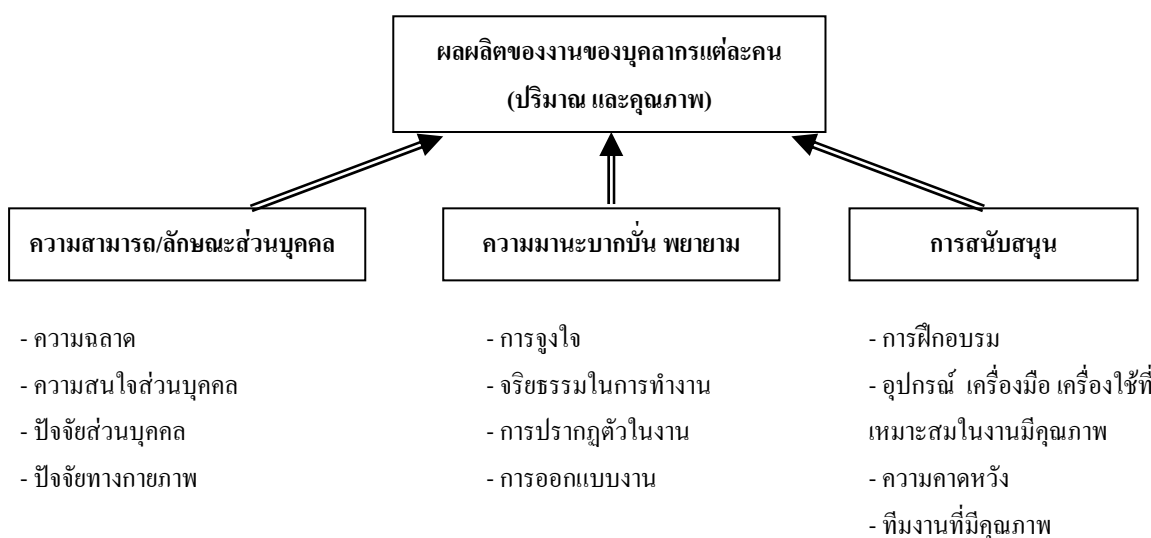 ผลผลิตของงานของบุคลากรแต่ละคน
(ปริมาณ และคุณภาพ)
ความสามารถ/ลักษณะส่วนบุคคล
ความมานะบากบั่น พยายาม
การสนับสนุน
- ความฉลาด
- ความสนใจส่วนบุคคล
- ปัจจัยส่วนบุคคล
- ปัจจัยทางกายภาพ
- การจูงใจ
- จริยธรรมในการทำงาน
- การปรากฏตัวในงาน
- การออกแบบงาน
- การฝึกอบรม
- อุปกรณ์ เครื่องมือ เครื่องใช้ที่
เหมาะสมในงานมีคุณภาพ
- ความคาดหวัง
- ทีมงานที่มีคุณภาพ